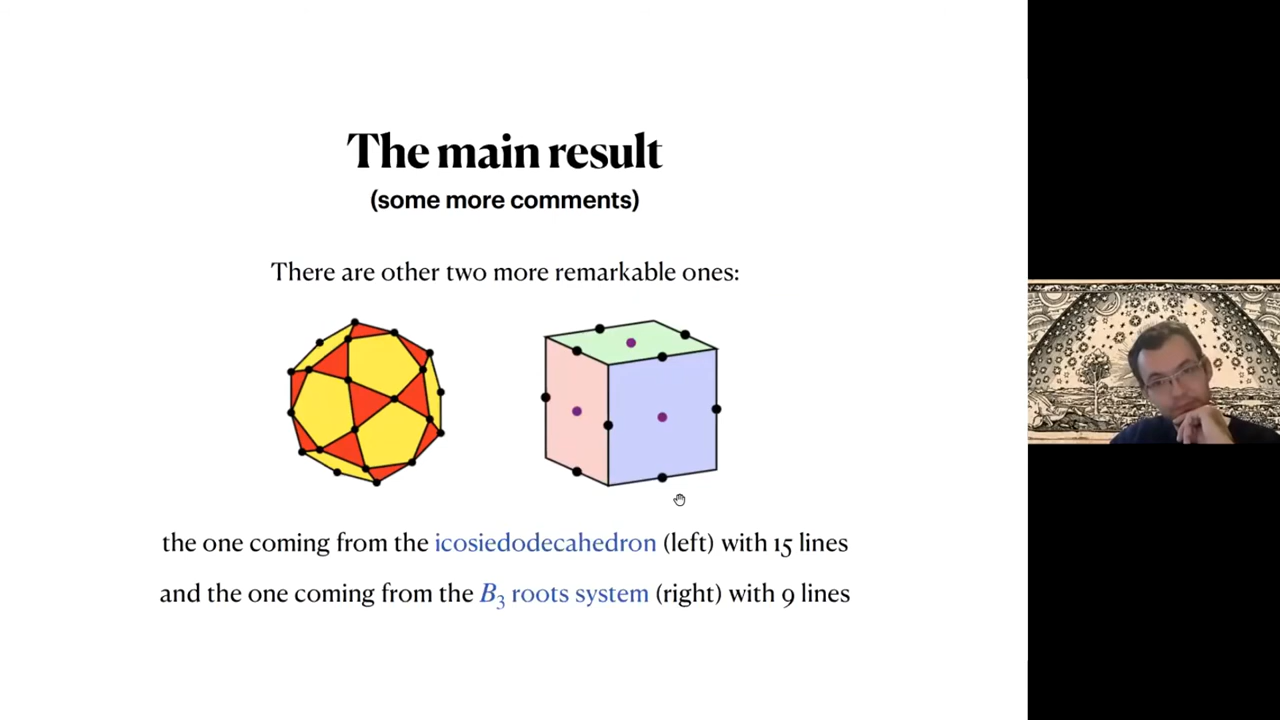 The main result
(some more comments)
There are other two more remarkable ones:
the one coming from the icosiedodecahedron (left) with 15 lines
and the one coming from the B₃ roots system (right) with 9 lines